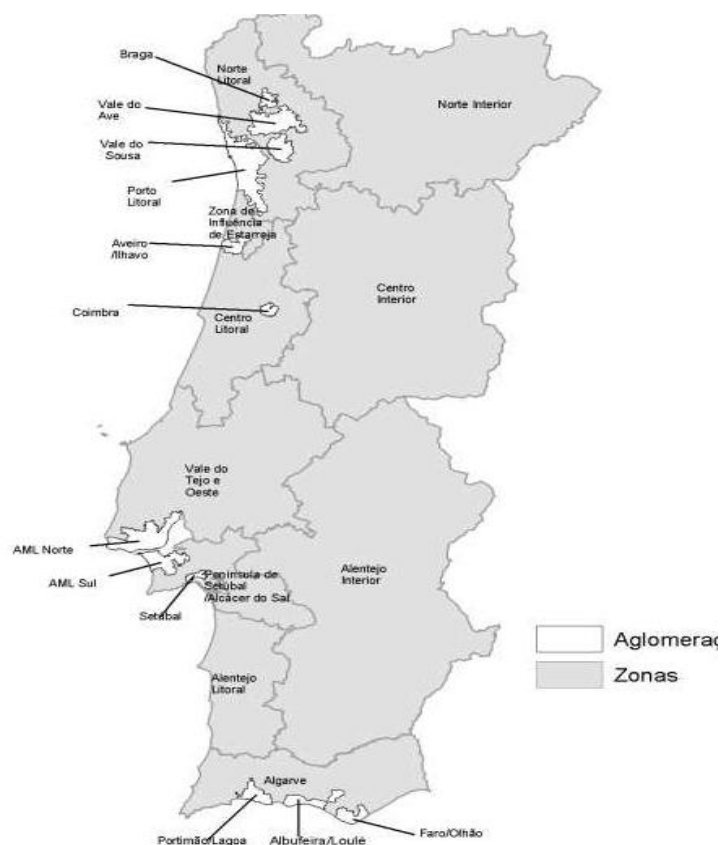 Braga
Norte
Litoral
Norte Interior
Vale do
Ave
Vale do
Sousa
Porto
Litoral
Zona de
Influência
de Estarreja
Aveiro
/Ilhavo
Centro
Interior
Coimbra
Centro
Litoral
Vale do
Tejo e
Oeste
AML Norte
AML Sul
Península de
Setúbal
/Alcácer do Sal
Setúbal
Alentejo
Interior
Aglomeraç
Zonas
Alentejo
Litoral
Algarve
Portimão/Lagoa
Albufeira/Loulé
Faro/Olhão